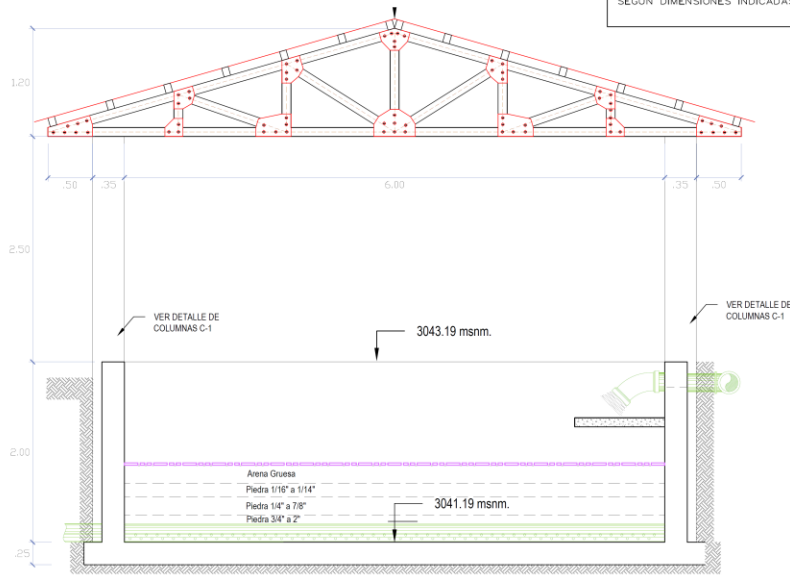 SEGÚN DIMENSIONES INDICADAS
1.20
.50
.35
6.00
.35
.50
2.50
VER DETALLE DE
COLUMNAS C-1
3043.19 msnm.
VER DETALLE DE
COLUMNAS C-1
2.00
Arena Gruesa
Piedra 1/16" a 1/14"
Piedra 1/4" a 7/8"
Piedra 3/4" a 2"
3041.19 msnm.
.25